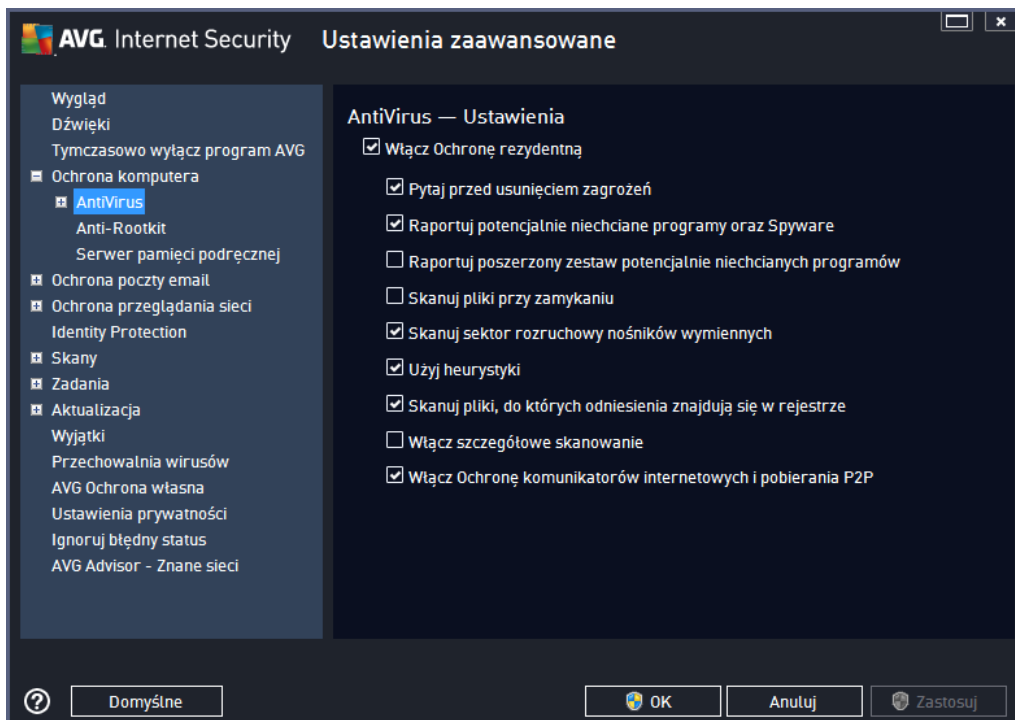 AVG. Internet Security Ustawienia zaawansowane
Wygląd
Dźwięki
Tymczasowo wyłącz program AVG
Ochrona komputera
AntiVirus
Anti-Rootkit
Serwer pamięci podręcznej
Ochrona poczty email
Ochrona przeglądania sieci
Identity Protection
Skany
Zadania
Aktualizacja
Wyjątki
Przechowalnia wirusów
AVG Ochrona własna
Ustawienia prywatności
Ignoruj błędny status
AVG Advisor - Znane sieci
AntiVirus — Ustawienia
Włącz Ochronę rezydentną
Pytaj przed usunięciem zagrożeń
Raportuj potencjalnie niechciane programy oraz Spyware
Raportuj poszerzony zestaw potencjalnie niechcianych programów
Skanuj pliki przy zamykaniu
Skanuj sektor rozruchowy nośników wymiennych
Użyj heurystyki
Skanuj pliki, do których odniesienia znajdują się w rejestrze
Włącz szczegółowe skanowanie
Włącz Ochronę komunikatorów internetowych i pobierania P2P
Domyślne
OK
Anuluj
Zastosuj